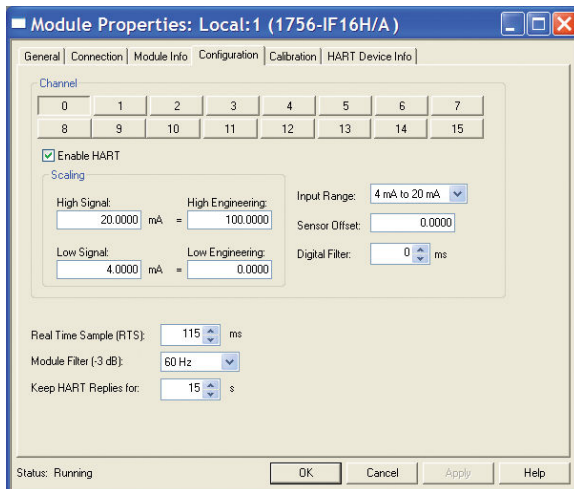 Module Properties: Local:1 (1756-IF16H/A)
General Connection Module Info Configuration Calibration HART Device Info
Channel
0 1 2 3 4 5 6 7
8 9 10 11 12 13 14 15
Enable HART
Scaling
High Signal: High Engineering:
20.0000 mA = 100.0000
Low Signal: Low Engineering:
4.0000 mA = 0.0000
Input Range: 4 mA to 20 mA
Sensor Offset: 0.0000
Digital Filter: 0 ms
Real Time Sample (RTS): 115 ms
Module Filter (-3 dB): 60 Hz
Keep HART Replies for: 15 s
Status: Running OK Cancel Apply Help